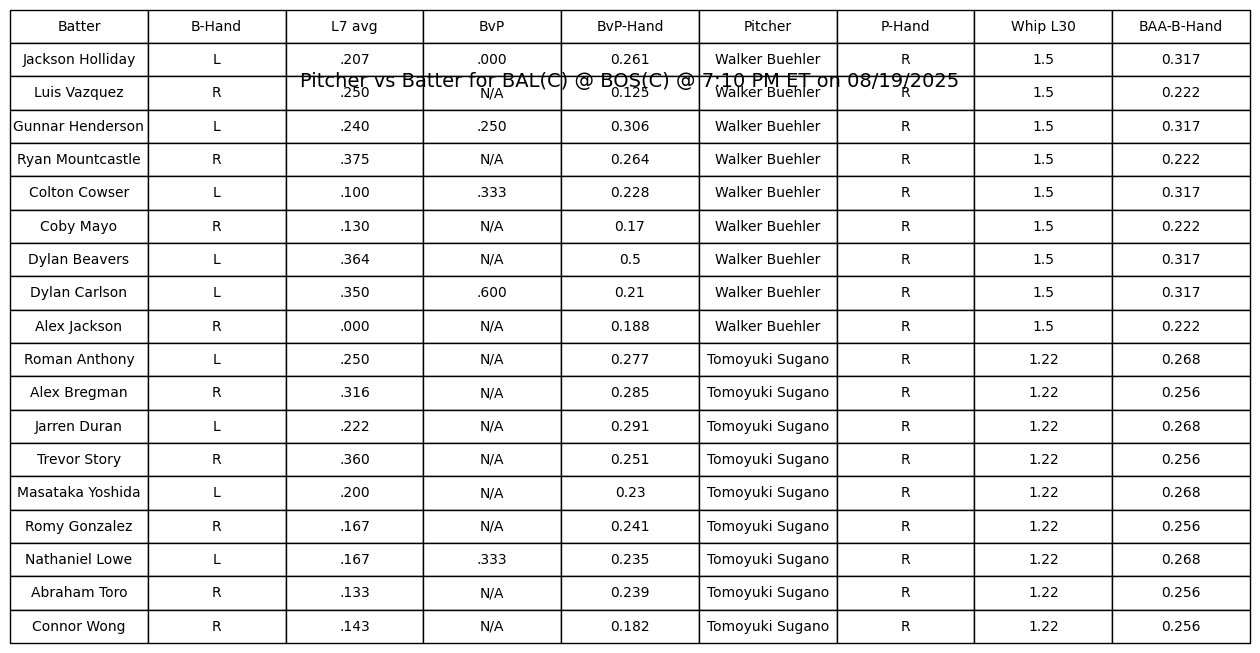 Batter B-Hand L7 avg BvP BvP-Hand Pitcher P-Hand Whip L30 BAA-B-Hand
Jackson Holliday L .207 .000 0.261 Walker Buehler R 1.5 0.317
Pitcher vs Batter for BAL(C) @ BOS(C) @ 7:10 PM ET on 08/19/2025
Luis Vazquez R .250 N/A 0.125 Walker Buehler R 1.5 0.222
Gunnar Henderson L .240 .250 0.306 Walker Buehler R 1.5 0.317
Ryan Mountcastle R .375 N/A 0.264 Walker Buehler R 1.5 0.222
Colton Cowser L .100 .333 0.228 Walker Buehler R 1.5 0.317
Coby Mayo R .130 N/A 0.17 Walker Buehler R 1.5 0.222
Dylan Beavers L .364 N/A 0.5 Walker Buehler R 1.5 0.317
Dylan Carlson L .350 .600 0.21 Walker Buehler R 1.5 0.317
Alex Jackson R .000 N/A 0.188 Walker Buehler R 1.5 0.222
Roman Anthony L .250 N/A 0.277 Tomoyuki Sugano R 1.22 0.268
Alex Bregman R .316 N/A 0.285 Tomoyuki Sugano R 1.22 0.256
Jarren Duran L .222 N/A 0.291 Tomoyuki Sugano R 1.22 0.268
Trevor Story R .360 N/A 0.251 Tomoyuki Sugano R 1.22 0.256
Masataka Yoshida L .200 N/A 0.23 Tomoyuki Sugano R 1.22 0.268
Romy Gonzalez R .167 N/A 0.241 Tomoyuki Sugano R 1.22 0.256
Nathaniel Lowe L .167 .333 0.235 Tomoyuki Sugano R 1.22 0.268
Abraham Toro R .133 N/A 0.239 Tomoyuki Sugano R 1.22 0.256
Connor Wong R .143 N/A 0.182 Tomoyuki Sugano R 1.22 0.256